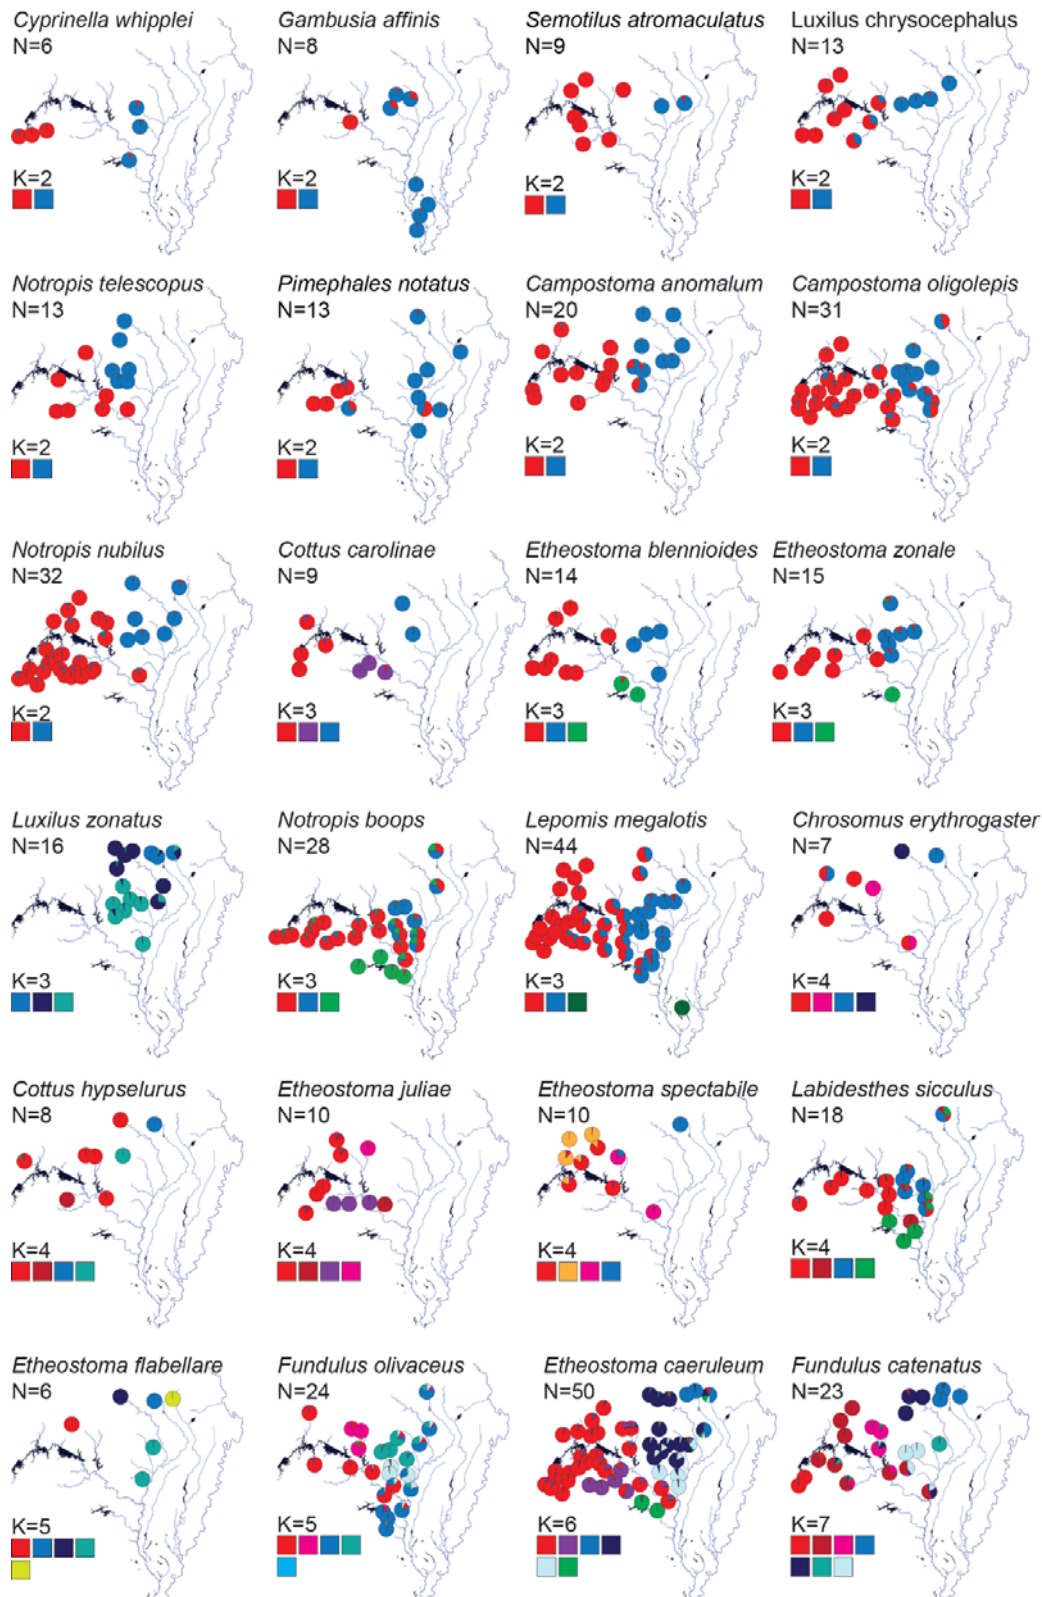 Cyprinella whipplei
N=6
K=2
Gambusia affinis
N=8
K=2
Semotilus atromaculatus
N=9
K=2
Luxilus chrysocephalus
N=13
K=2
Notropis telescopus
N=13
K=2
Pimephales notatus
N=13
K=2
Campostoma anomalum
N=20
K=2
Campostoma oligolepis
N=31
K=2
Notropis nubilus
N=32
K=2
Cottus carolinae
N=9
K=3
Etheostoma blennioides
N=14
K=3
Etheostoma zonale
N=15
K=3
Luxilus zonatus
N=16
K=3
Notropis boops
N=28
K=3
Lepomis megalotis
N=44
K=3
Chrosomus erythrogaster
N=7
K=4
Cottus hypselurus
N=8
K=4
Etheostoma juliae
N=10
K=4
Etheostoma spectabile
N=10
K=4
Labidesthes sicculus
N=18
K=4
Etheostoma flabellare
N=6
K=5
Fundulus olivaceus
N=24
K=5
Etheostoma caeruleum
N=50
K=6
Fundulus catenatus
N=23
K=7